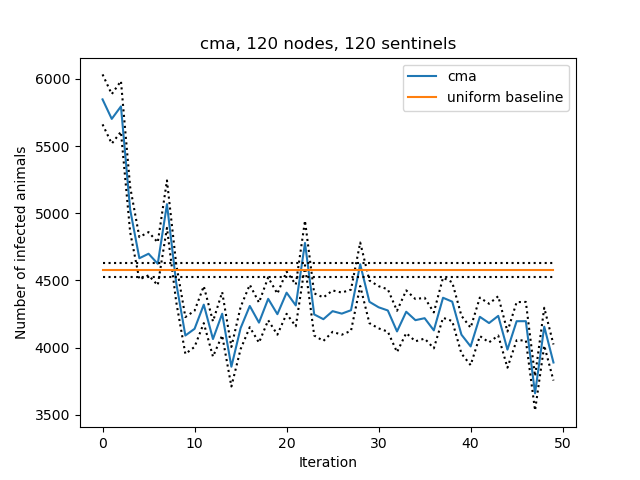 cma, 120 nodes, 120 sentinels
cma
uniform baseline
Number of infected animals
6000
5500
5000
4500
4000
3500
0 10 20 30 40 50
Iteration